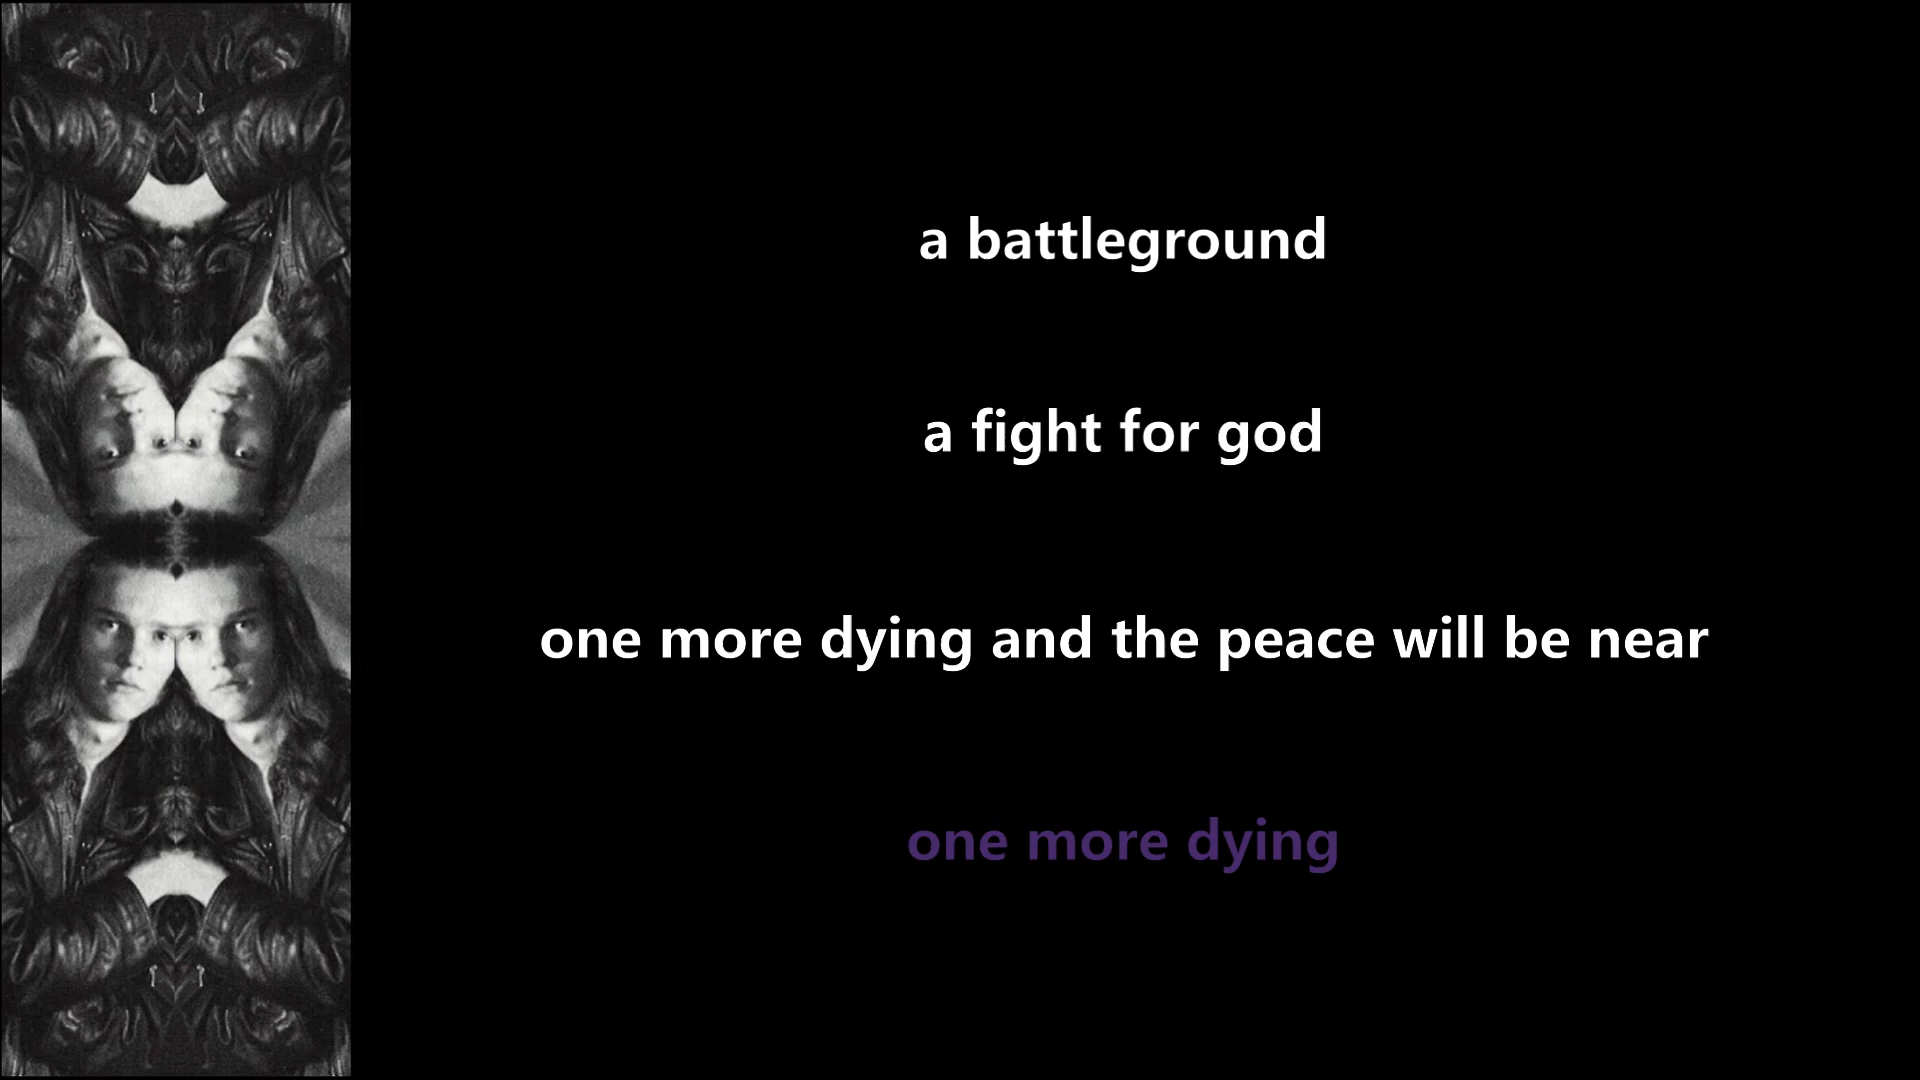 a battleground
a fight for god
one more dying and the peace will be near
one more dying